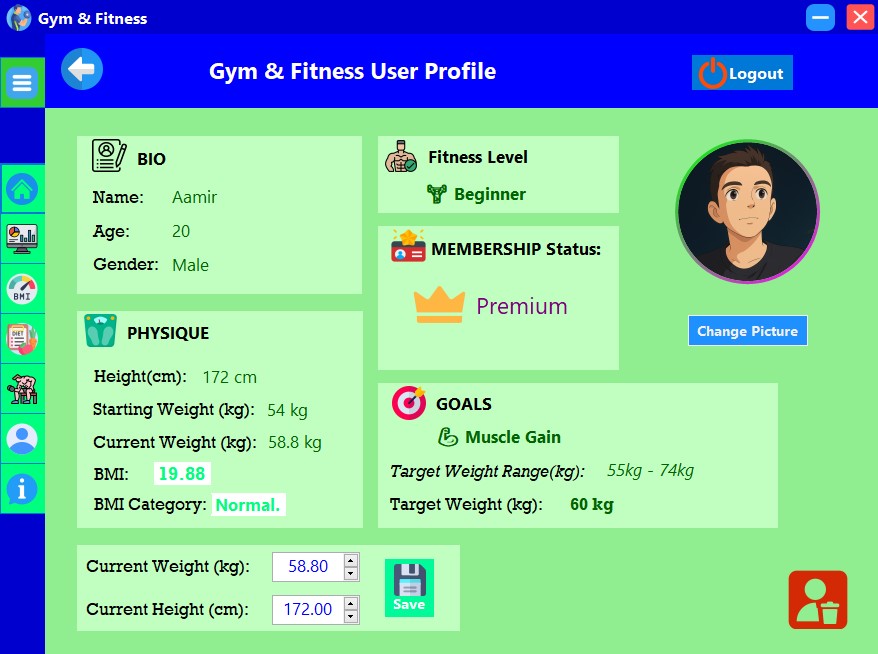 Gym & Fitness
Gym & Fitness User Profile
Logout
BIO
Name: Aamir
Age: 20
Gender: Male
Fitness Level
Beginner
MEMBERSHIP Status:
Premium
Change Picture
PHYSIQUE
Height(cm): 172 cm
Starting Weight (kg): 54 kg
Current Weight (kg): 58.8 kg
BMI: 19.88
BMI Category: Normal.
GOALS
Muscle Gain
Target Weight Range(kg): 55kg - 74kg
Target Weight (kg): 60 kg
Current Weight (kg): 58.80
Current Height (cm): 172.00
Save
BMI
DIET